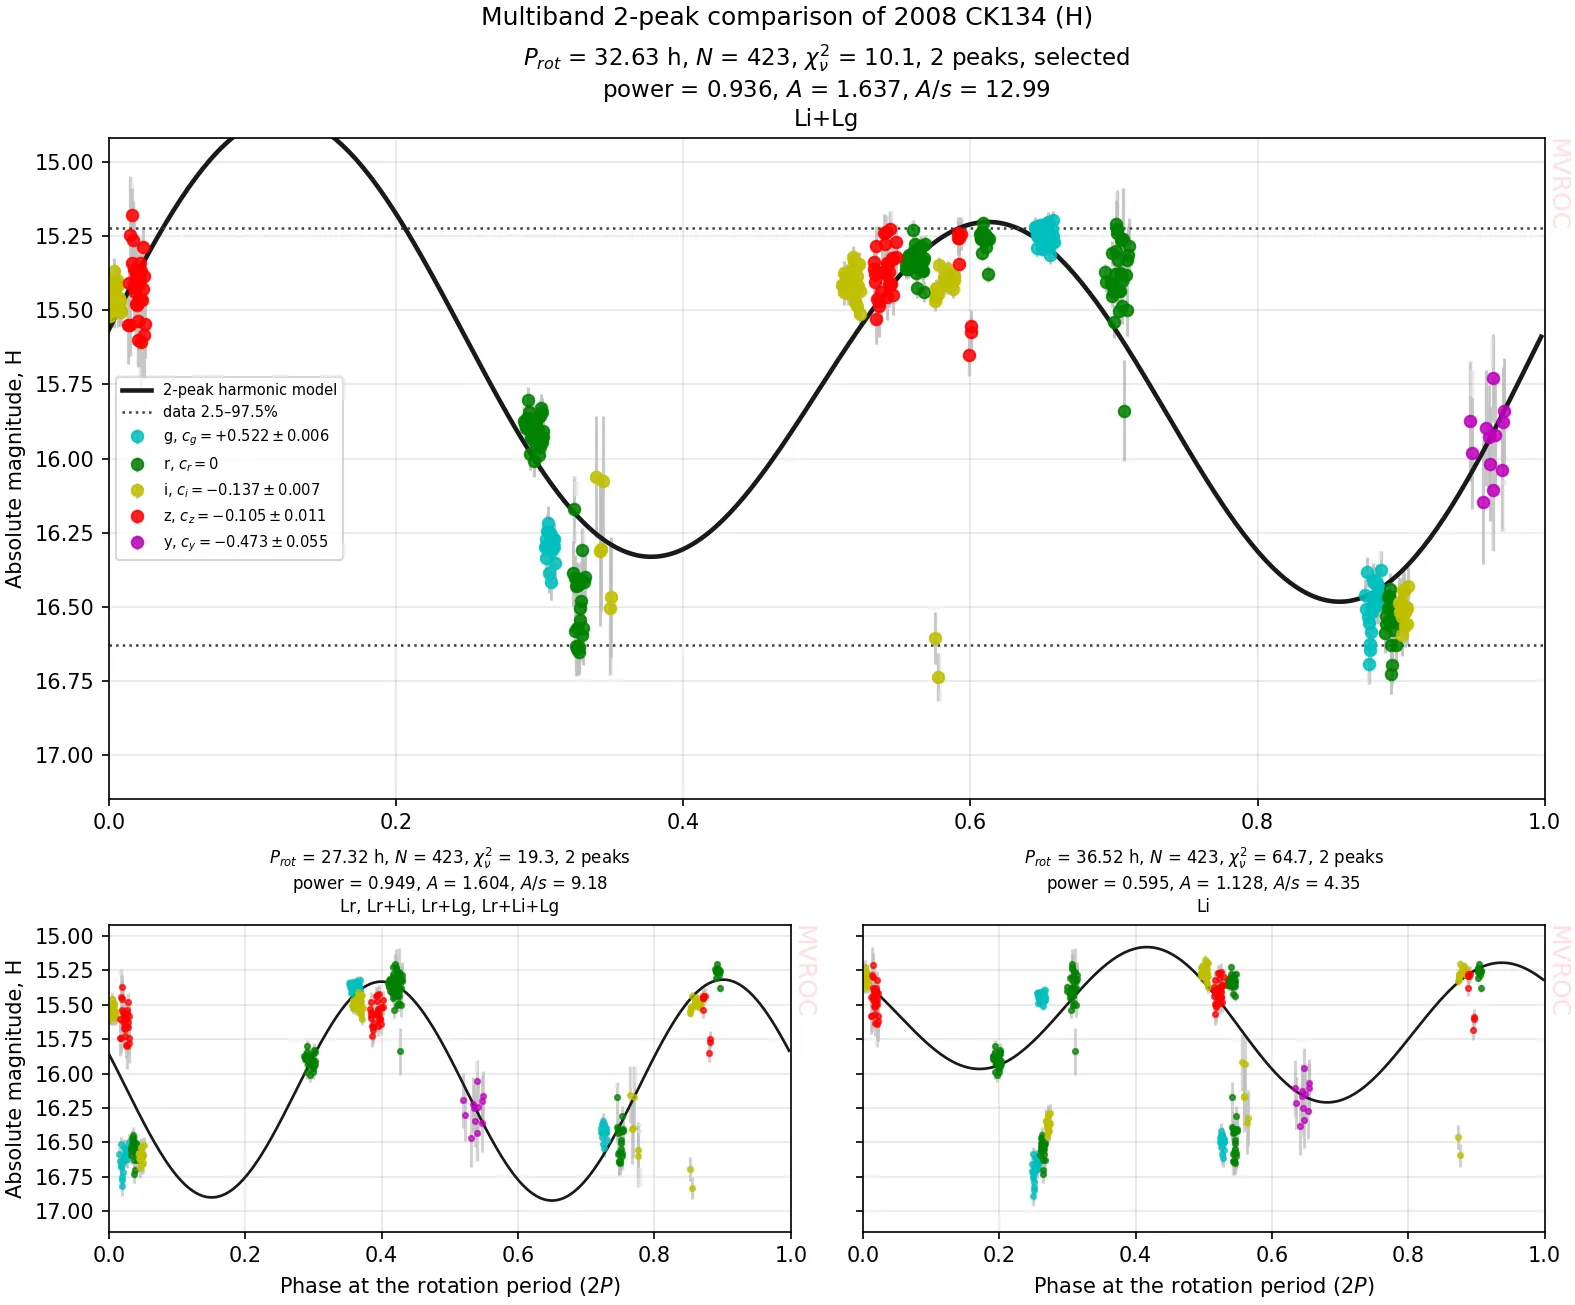 Multiband 2-peak comparison of 2008 CK134 (H)
P_rot = 32.63 h, N = 423, χ²_ν = 10.1, 2 peaks, selected
power = 0.936, A = 1.637, A/s = 12.99
Li+Lg
MVROC
Absolute magnitude, H
15.00
15.25
15.50
15.75
16.00
16.25
16.50
16.75
17.00
2-peak harmonic model
data 2.5–97.5%
g, c_g = +0.522 ± 0.006
r, c_r = 0
i, c_i = −0.137 ± 0.007
z, c_z = −0.105 ± 0.011
y, c_y = −0.473 ± 0.055
0.0 0.2 0.4 0.6 0.8 1.0
P_rot = 27.32 h, N = 423, χ²_ν = 19.3, 2 peaks
power = 0.949, A = 1.604, A/s = 9.18
Lr, Lr+Li, Lr+Lg, Lr+Li+Lg
MVROC
Absolute magnitude, H
15.00
15.25
15.50
15.75
16.00
16.25
16.50
16.75
17.00
0.0 0.2 0.4 0.6 0.8 1.0
Phase at the rotation period (2P)
P_rot = 36.52 h, N = 423, χ²_ν = 64.7, 2 peaks
power = 0.595, A = 1.128, A/s = 4.35
Li
MVROC
0.0 0.2 0.4 0.6 0.8 1.0
Phase at the rotation period (2P)